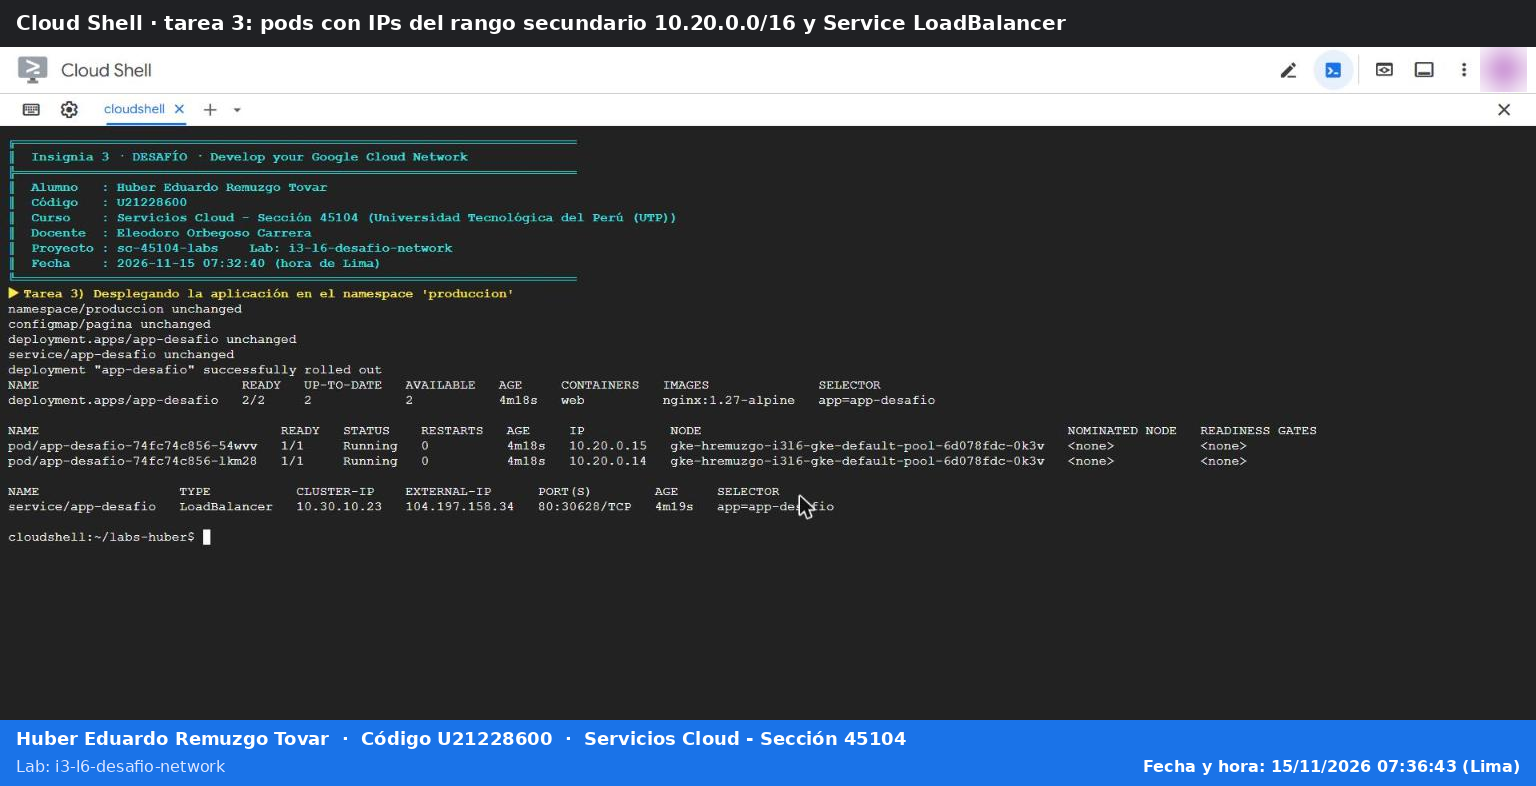 Cloud Shell · tarea 3: pods con IPs del rango secundario 10.20.0.0/16 y Service LoadBalancer
Cloud Shell
cloudshell
Insignia 3 · DESAFÍO · Develop your Google Cloud Network
Alumno : Huber Eduardo Remuzgo Tovar
Código : U21228600
Curso : Servicios Cloud - Sección 45104 (Universidad Tecnológica del Perú (UTP))
Docente : Eleodoro Orbegoso Carrera
Proyecto : sc-45104-labs Lab: i3-l6-desafio-network
Fecha : 2026-11-15 07:32:40 (hora de Lima)
▶ Tarea 3) Desplegando la aplicación en el namespace 'produccion'
namespace/produccion unchanged
configmap/pagina unchanged
deployment.apps/app-desafio unchanged
service/app-desafio unchanged
deployment "app-desafio" successfully rolled out
NAME READY UP-TO-DATE AVAILABLE AGE CONTAINERS IMAGES SELECTOR
deployment.apps/app-desafio 2/2 2 2 4m18s web nginx:1.27-alpine app=app-desafio
NAME READY STATUS RESTARTS AGE IP NODE NOMINATED NODE READINESS GATES
pod/app-desafio-74fc74c856-54wvv 1/1 Running 0 4m18s 10.20.0.15 gke-hremuzgo-i3l6-gke-default-pool-6d078fdc-0k3v <none> <none>
pod/app-desafio-74fc74c856-lkm28 1/1 Running 0 4m18s 10.20.0.14 gke-hremuzgo-i3l6-gke-default-pool-6d078fdc-0k3v <none> <none>
NAME TYPE CLUSTER-IP EXTERNAL-IP PORT(S) AGE SELECTOR
service/app-desafio LoadBalancer 10.30.10.23 104.197.158.34 80:30628/TCP 4m19s app=app-desafio
cloudshell:~/labs-huber$
Huber Eduardo Remuzgo Tovar · Código U21228600 · Servicios Cloud - Sección 45104
Lab: i3-l6-desafio-network
Fecha y hora: 15/11/2026 07:36:43 (Lima)